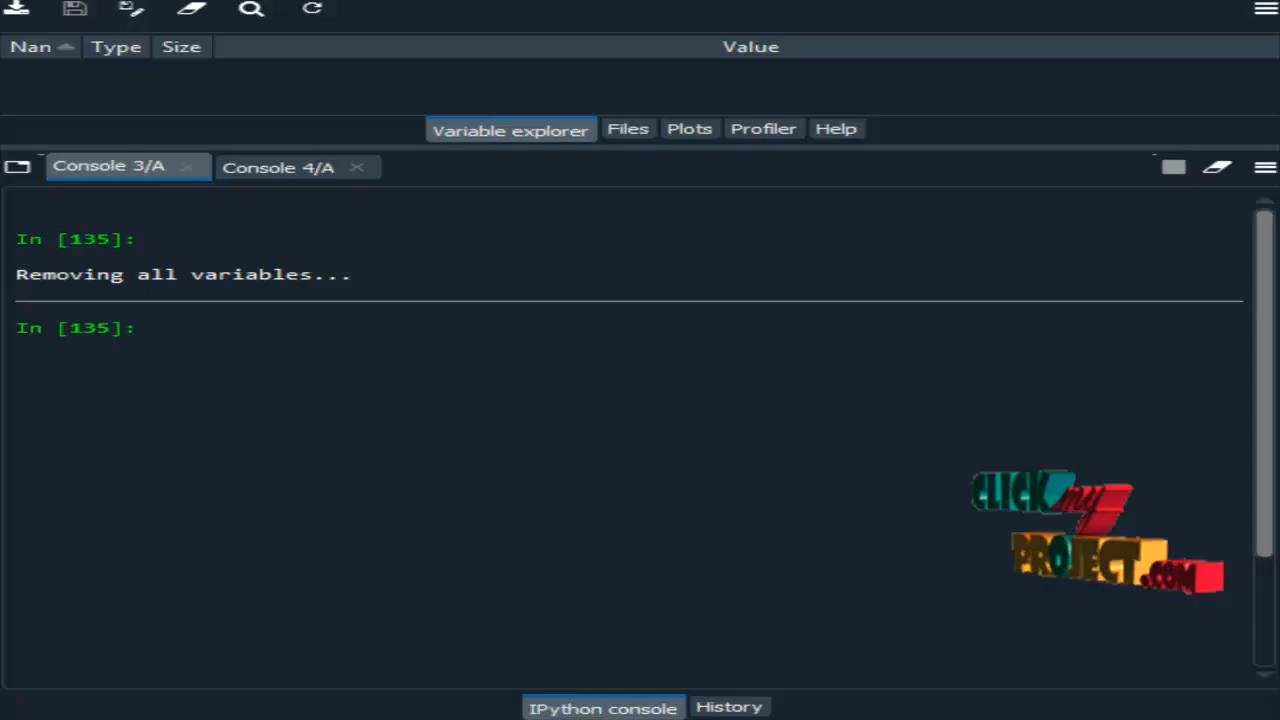 Nan Type Size Value
Variable explorer Files Plots Profiler Help
Console 3/A Console 4/A
In [135]:
Removing all variables...
In [135]:
CLICK my
PROJECT.COM
IPython console History